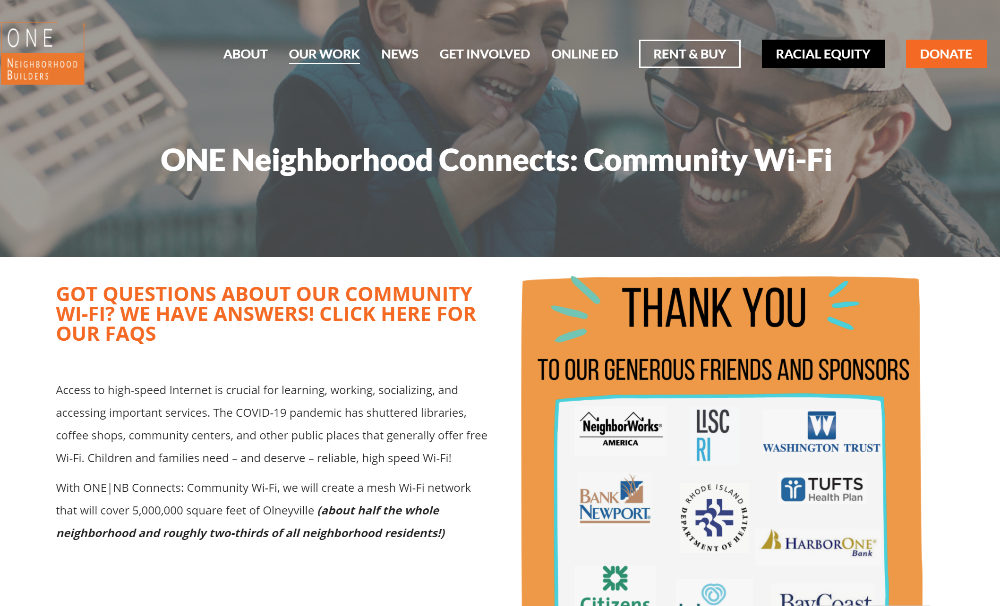 ONE
NEIGHBORHOOD
BUILDERS
ABOUT
OUR WORK
NEWS
GET INVOLVED
ONLINE ED
RENT & BUY
RACIAL EQUITY
DONATE
ONE Neighborhood Connects: Community Wi-Fi
GOT QUESTIONS ABOUT OUR COMMUNITY
WI-FI? WE HAVE ANSWERS! CLICK HERE FOR
OUR FAQS
Access to high-speed Internet is crucial for learning, working, socializing, and
accessing important services. The COVID-19 pandemic has shuttered libraries,
coffee shops, community centers, and other public places that generally offer free
Wi-Fi. Children and families need – and deserve – reliable, high speed Wi-Fi!
With ONE|NB Connects: Community Wi-Fi, we will create a mesh Wi-Fi network
that will cover 5,000,000 square feet of Olneyville (about half the whole
neighborhood and roughly two-thirds of all neighborhood residents!)
THANK YOU
TO OUR GENEROUS FRIENDS AND SPONSORS
NeighborWorks®
AMERICA
LISC
RI
W
WASHINGTON TRUST
BANK
NEWPORT®
RHODE ISLAND
DEPARTMENT OF HEALTH
TUFTS
Health Plan
HARBORONE®
Bank
Citizens
BayCoast